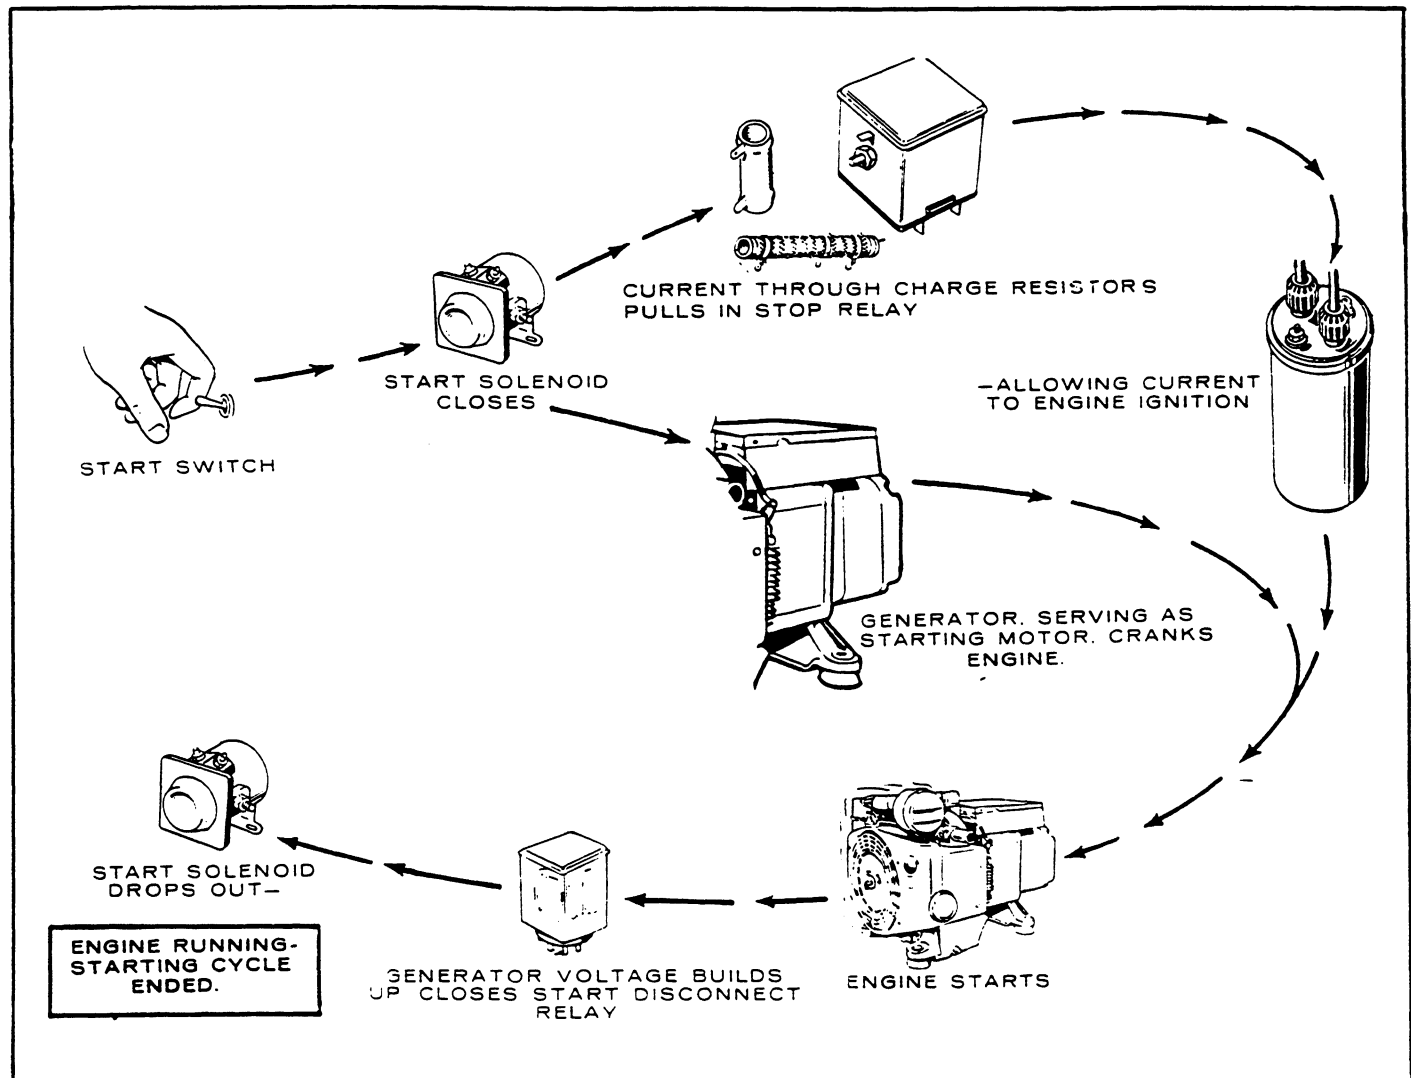 CURRENT THROUGH CHARGE RESISTORS
PULLS IN STOP RELAY
START SOLENOID
CLOSES
START SWITCH
—ALLOWING CURRENT
TO ENGINE IGNITION
GENERATOR. SERVING AS
STARTING MOTOR. CRANKS
ENGINE.
ENGINE STARTS
GENERATOR VOLTAGE BUILDS
UP CLOSES START DISCONNECT
RELAY
START SOLENOID
DROPS OUT—
ENGINE RUNNING-
STARTING CYCLE
ENDED.